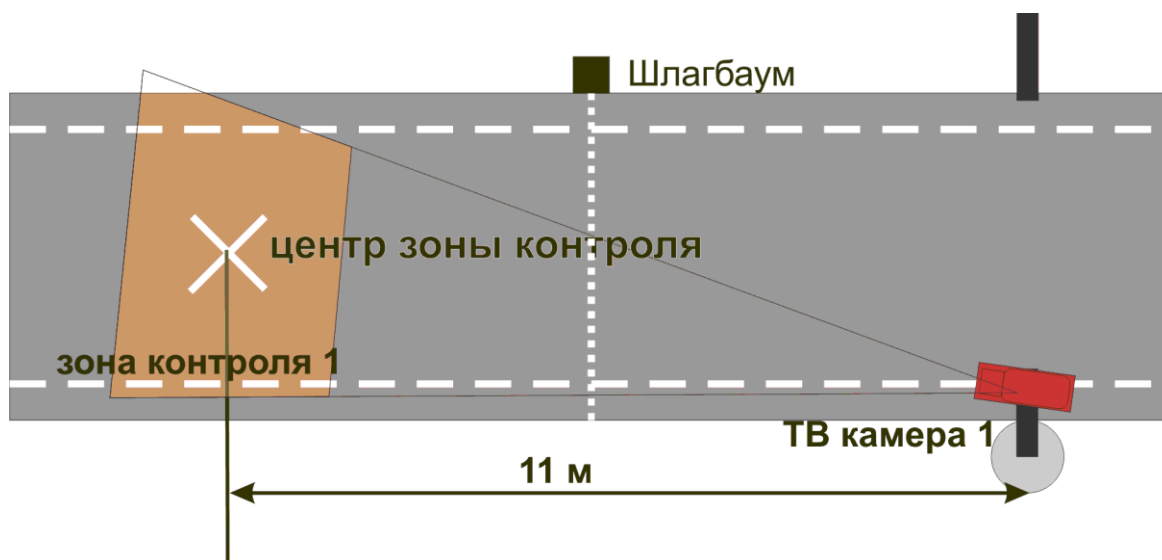 Шлагбаум
центр зоны контроля
зона контроля 1
ТВ камера 1
11 м